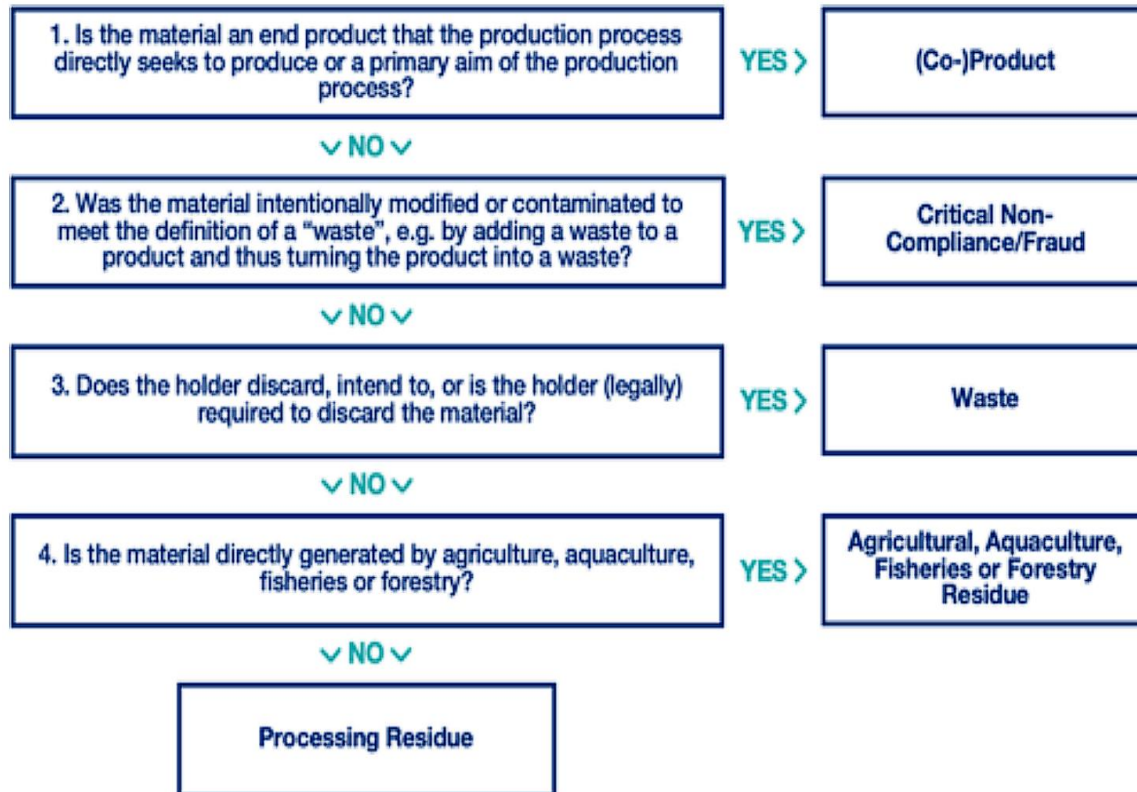 1. Is the material an end product that the production process
directly seeks to produce or a primary aim of the production
process?
YES >
(Co-)Product
NO
2. Was the material intentionally modified or contaminated to
meet the definition of a “waste”, e.g. by adding a waste to a
product and thus turning the product into a waste?
YES >
Critical Non-
Compliance/Fraud
NO
3. Does the holder discard, intend to, or is the holder (legally)
required to discard the material?
YES >
Waste
NO
4. Is the material directly generated by agriculture, aquaculture,
fisheries or forestry?
YES >
Agricultural, Aquaculture,
Fisheries or Forestry
Residue
NO
Processing Residue